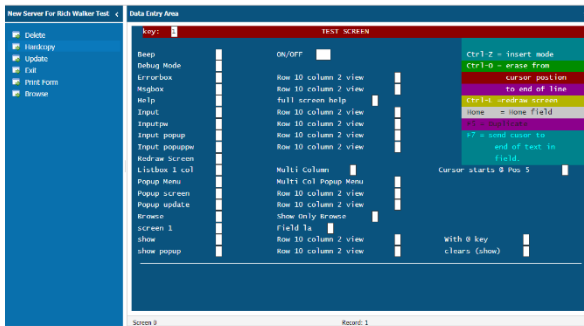 New Server For Rich Walker Test
Data Entry Area
Delete
Hardcopy
Update
Exit
Print Form
Browse
key: 1 TEST SCREEN
Beep ON/OFF
Debug Mode
Errorbox Row 10 column 2 view
Msgbox Row 10 column 2 view
Help full screen help
Input Row 10 column 2 view
Inputpw Row 10 column 2 view
Input popup Row 10 column 2 view
Input popuppw Row 10 column 2 view
Redraw Screen
Listbox 1 col Multi Column Cursor starts @ Pos 5
Popup Menu Multi Col Popup Menu
Popup screen Row 10 column 2 view
Popup update Row 10 column 2 view
Browse Show Only Browse
screen 1 Field la
show Row 10 column 2 view With 0 key
show popup Row 10 column 2 view clears (show)
Ctrl-Z = insert mode
Ctrl-O = erase from
cursor postion
to end of line
Ctrl-L =redraw screen
Home = Home field
F7 = send cusor to
end of text in
field.
Screen 3 Record: 1